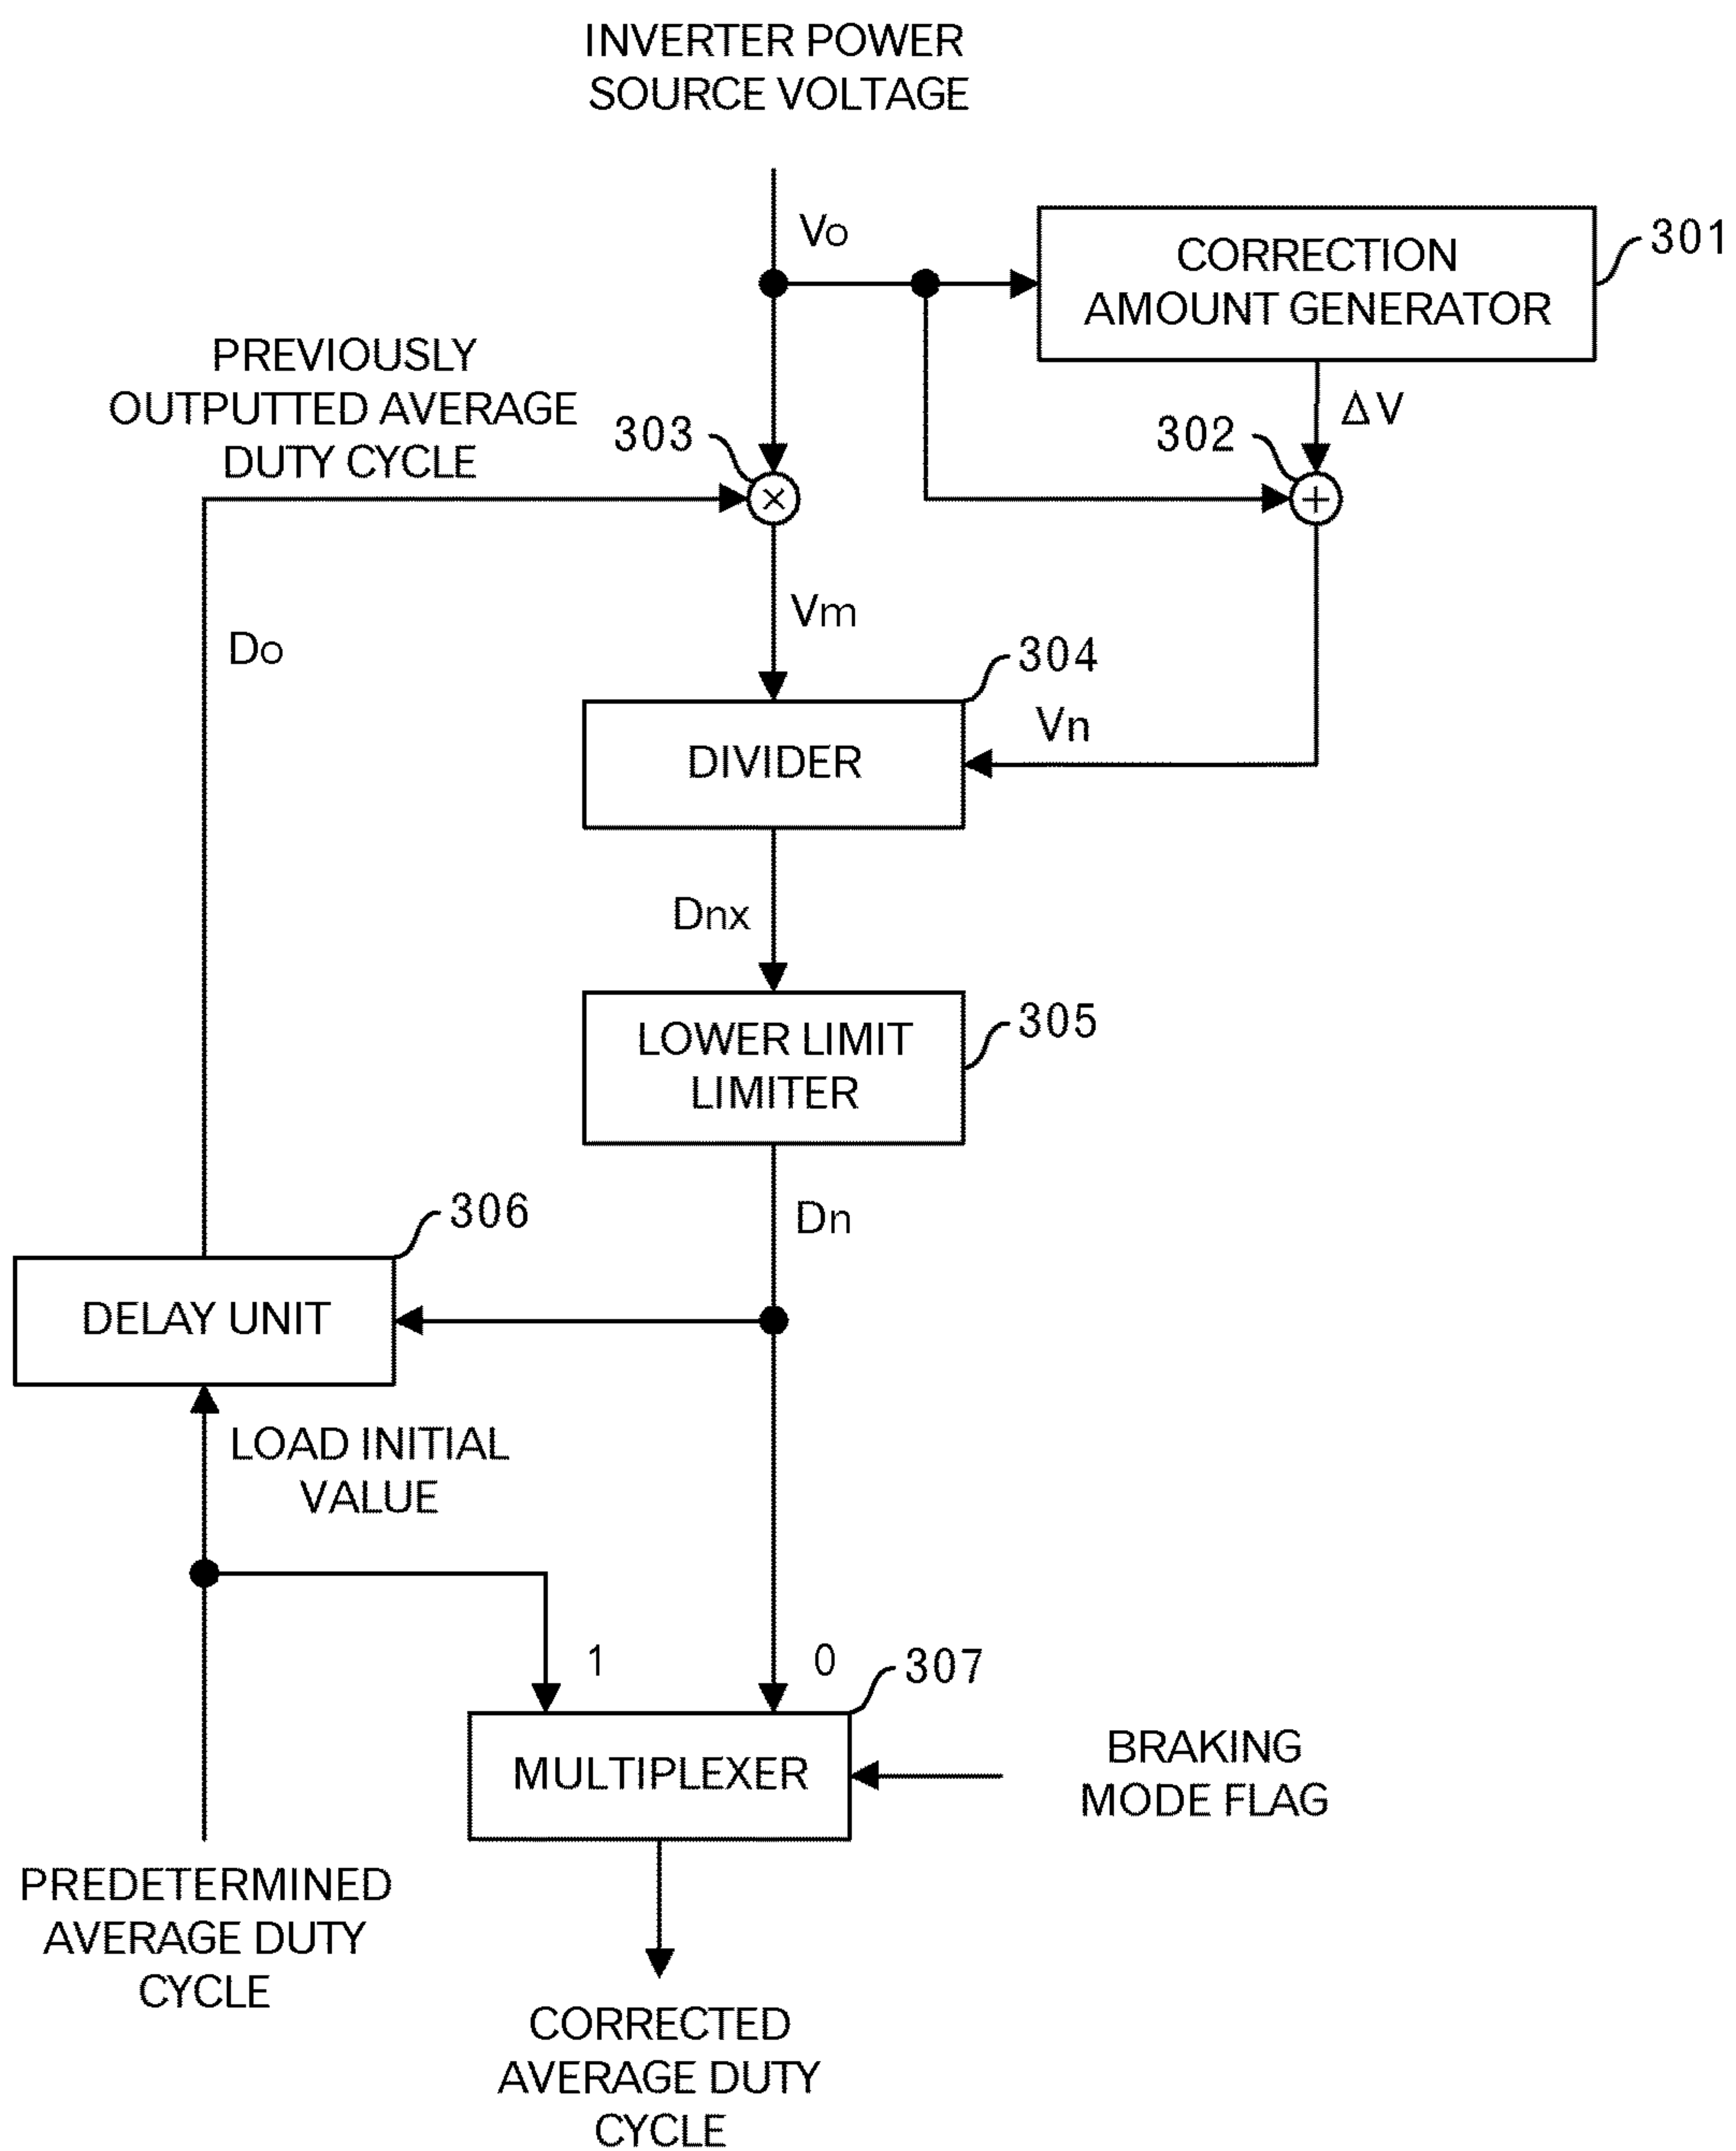 INVERTER POWER
SOURCE VOLTAGE
Vo
CORRECTION
AMOUNT GENERATOR
301
PREVIOUSLY
OUTPUTTED AVERAGE
DUTY CYCLE
303
302
ΔV
×
+
Do
Vm
304
Vn
DIVIDER
Dnx
LOWER LIMIT
LIMITER
305
306
Dn
DELAY UNIT
LOAD INITIAL
VALUE
1
0
307
MULTIPLEXER
BRAKING
MODE FLAG
PREDETERMINED
AVERAGE DUTY
CYCLE
CORRECTED
AVERAGE DUTY
CYCLE